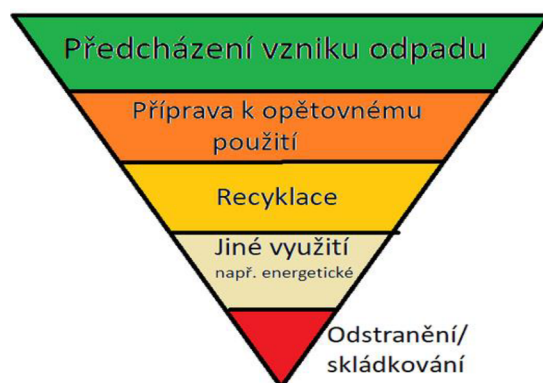 Předcházení vzniku odpadu
Příprava k opětovnému
použití
Recyklace
Jiné využití
např. energetické
Odstranění/
skládkování